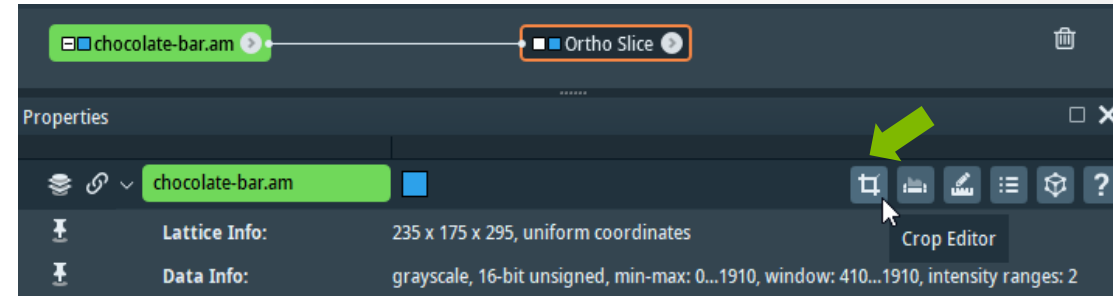 chocolate-bar.am
Ortho Slice
Properties
chocolate-bar.am
?
Lattice Info: 235 x 175 x 295, uniform coordinates
Crop Editor
Data Info: grayscale, 16-bit unsigned, min-max: 0...1910, window: 410...1910, intensity ranges: 2